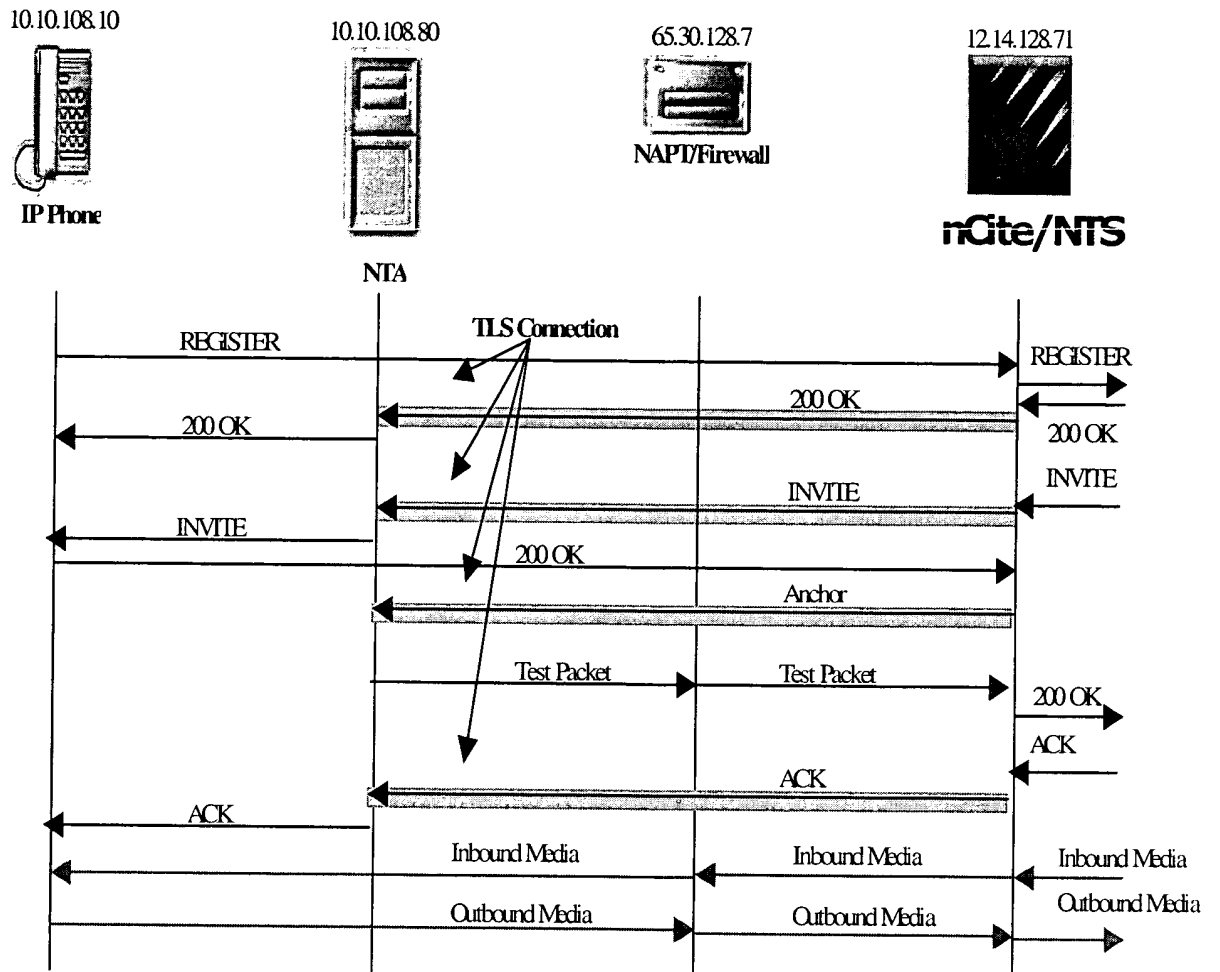 10.10.108.10
10.10.108.80
65.30.128.7
12.14.128.71
IP Phone
NTA
NAPT/Firewall
nCite/NTS
TLS Connection
REGISTER
REGISTER
200 OK
200 OK
200 OK
INVITE
INVITE
INVITE
200 OK
Anchor
Test Packet
Test Packet
200 OK
ACK
ACK
ACK
Inbound Media
Inbound Media
Inbound Media
Outbound Media
Outbound Media
Outbound Media